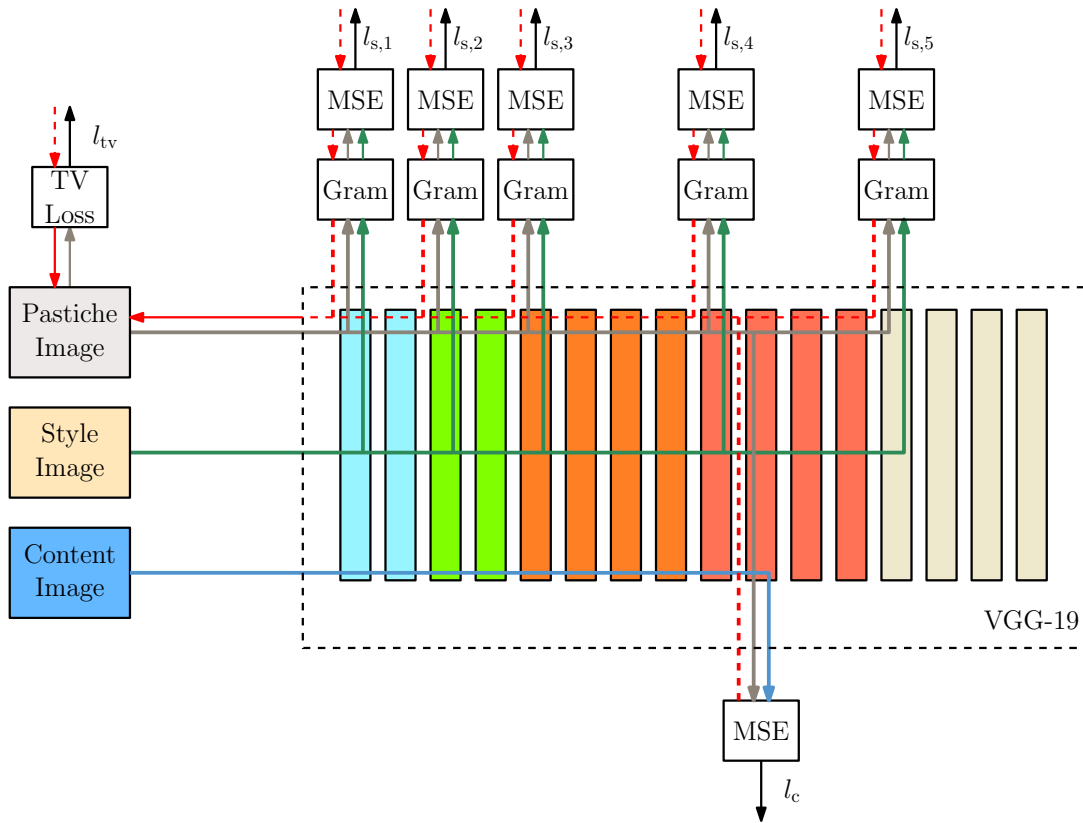 l_s,1 l_s,2 l_s,3 l_s,4 l_s,5
MSE MSE MSE MSE MSE
l_tv
TV
Loss
Gram Gram Gram Gram Gram
Pastiche
Image
Style
Image
Content
Image
VGG-19
MSE
l_c